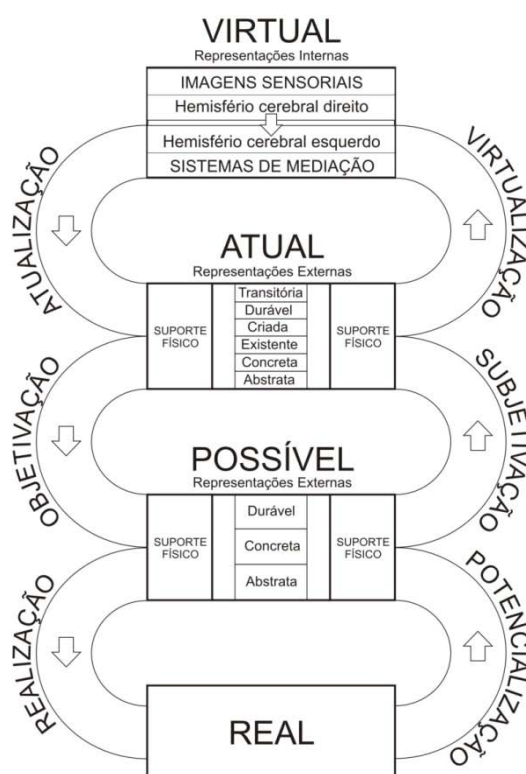 VIRTUAL
Representações Internas
IMAGENS SENSORIAIS
Hemisfério cerebral direito
Hemisfério cerebral esquerdo
SISTEMAS DE MEDIAÇÃO
ATUALIZAÇÃO
VIRTUALIZAÇÃO
ATUAL
Representações Externas
SUPORTE
FÍSICO
Transitória
Durável
Criada
Existente
Concreta
Abstrata
SUPORTE
FÍSICO
OBJETIVAÇÃO
SUBJETIVAÇÃO
POSSÍVEL
Representações Externas
SUPORTE
FÍSICO
Durável
Concreta
Abstrata
SUPORTE
FÍSICO
REALIZAÇÃO
POTENCIALIZAÇÃO
REAL